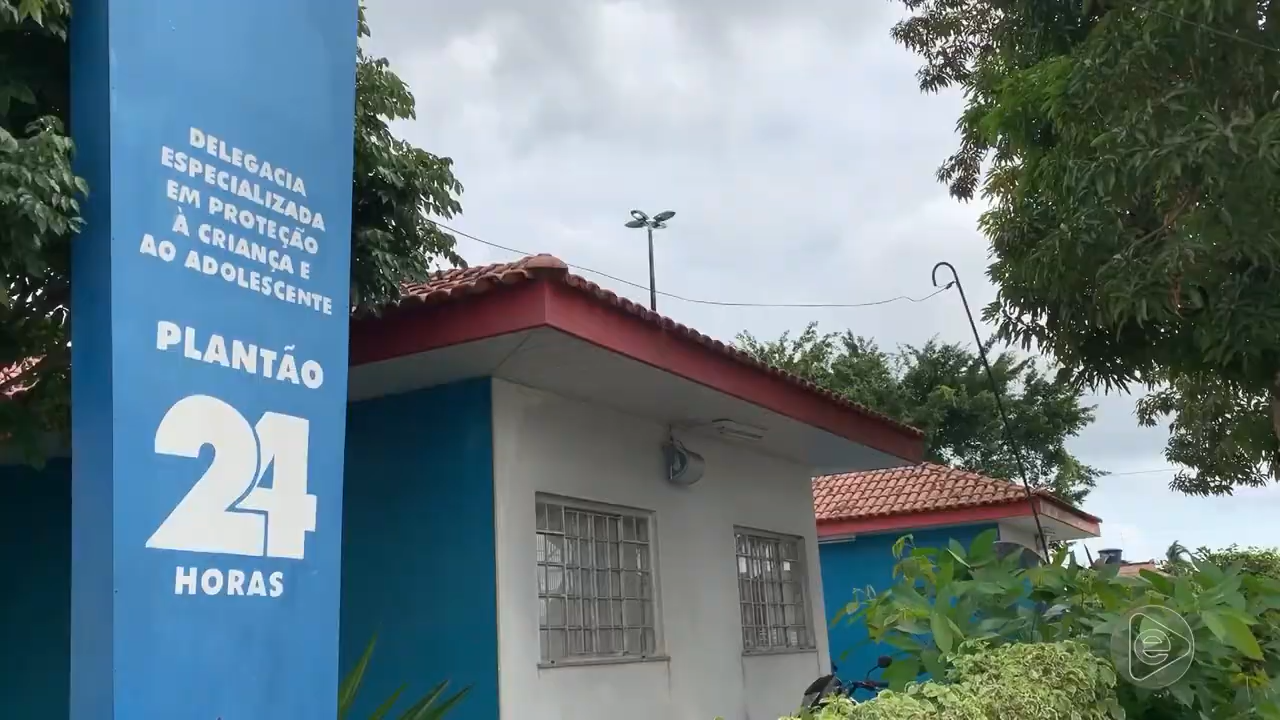 DELEGACIA
ESPECIALIZADA
EM PROTEÇÃO
À CRIANÇA E
AO ADOLESCENTE
PLANTÃO
24
HORAS
e